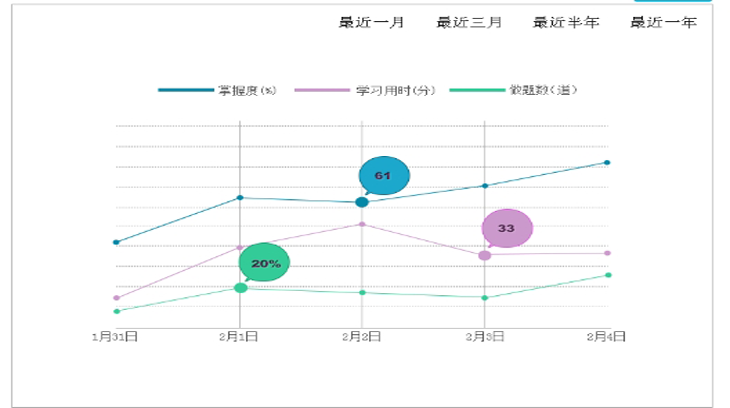 最近一月 最近三月 最近半年 最近一年
掌握度(%) 学习用时(分) 做题数(道)
61
33
20%
1月31日 2月1日 2月2日 2月3日 2月4日